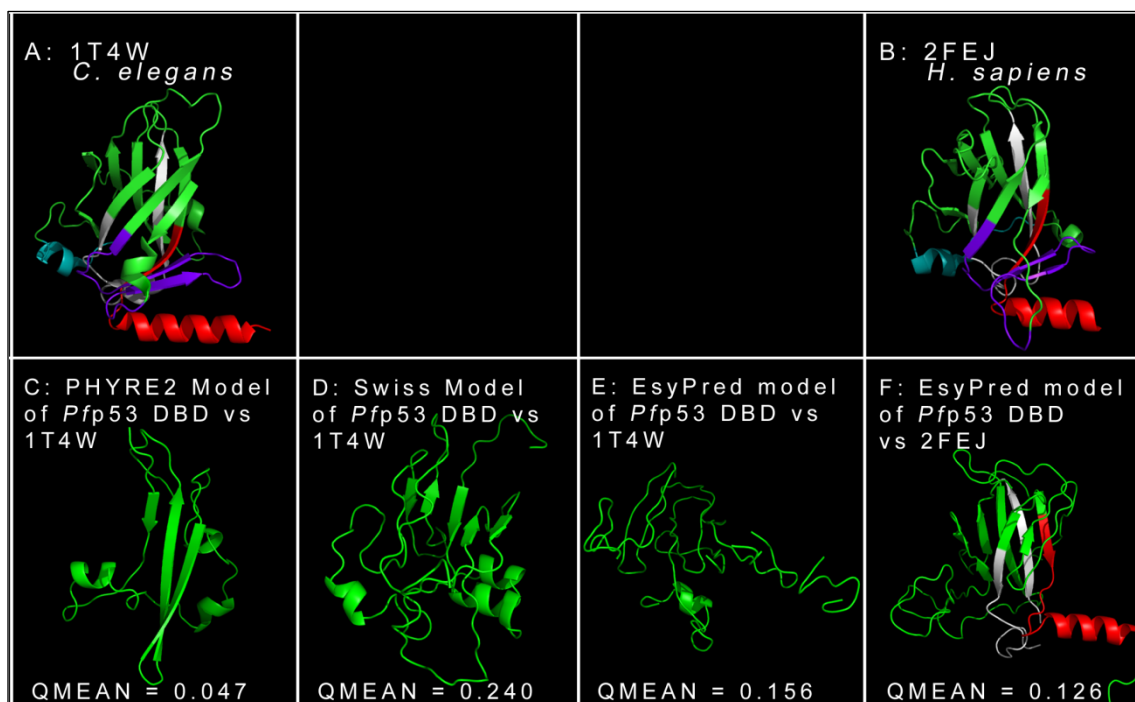 A: 1T4W
C. elegans
B: 2FEJ
H. sapiens
C: PHYRE2 Model
of Pfp53 DBD vs
1T4W
QMEAN = 0.047
D: Swiss Model
of Pfp53 DBD vs
1T4W
QMEAN = 0.240
E: EsyPred model
of Pfp53 DBD vs
1T4W
QMEAN = 0.156
F: EsyPred model
of Pfp53 DBD
vs 2FEJ
QMEAN = 0.126